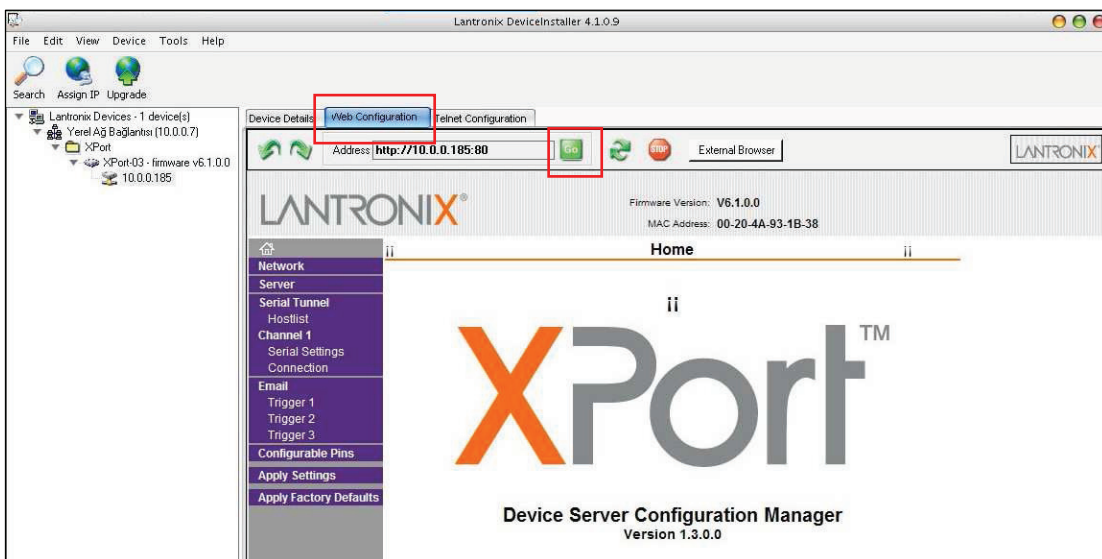 Lantronix DeviceInstaller 4.1.0.9
File Edit View Device Tools Help
Search Assign IP Upgrade
Lantronix Devices - 1 device(s)
Yerel Ağ Bağlantısı (10.0.0.7)
XPort
XPort-03 - firmware v6.1.0.0
10.0.0.185
Device Details Web Configuration Telnet Configuration
Address http://10.0.0.185:80 Go STOP External Browser LANTRONIX
LANTRONIX®
Firmware Version: V6.1.0.0
MAC Address: 00-20-4A-93-1B-38
¡¡ Home ¡¡
Network
Server
Serial Tunnel
Hostlist
Channel 1
Serial Settings
Connection
Email
Trigger 1
Trigger 2
Trigger 3
Configurable Pins
Apply Settings
Apply Factory Defaults
¡¡
XPort™
Device Server Configuration Manager
Version 1.3.0.0